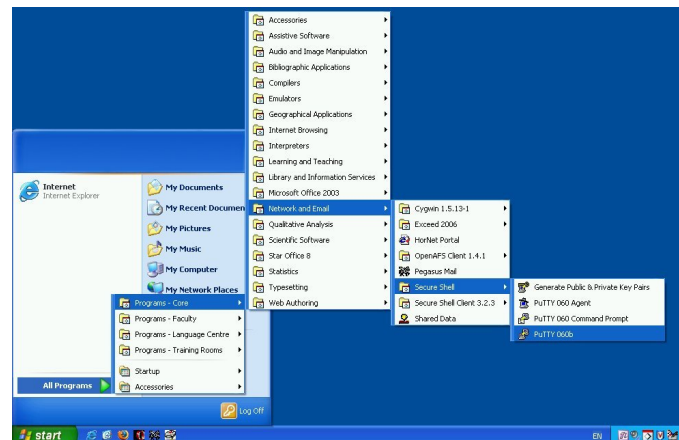 Accessories
Assistive Software
Audio and Image Manipulation
Bibliographic Applications
Compilers
Emulators
Geographical Applications
Internet Browsing
Interpreters
Learning and Teaching
Library and Information Services
Microsoft Office 2003
Network and Email
Qualitative Analysis
Scientific Software
Star Office 8
Statistics
Typesetting
Web Authoring
Cygwin 1.5.13-1
Exceed 2006
HorNet Portal
OpenAFS Client 1.4.1
Pegasus Mail
Secure Shell
Secure Shell Client 3.2.3
Shared Data
Generate Public & Private Key Pairs
PuTTY 060 Agent
PuTTY 060 Command Prompt
PuTTY 060b
Internet
Internet Explorer
My Documents
My Recent Documen
My Pictures
My Music
My Computer
My Network Places
Programs - Core
Programs - Faculty
Programs - Language Centre
Programs - Training Rooms
Startup
Accessories
All Programs
Log Off
start
EN